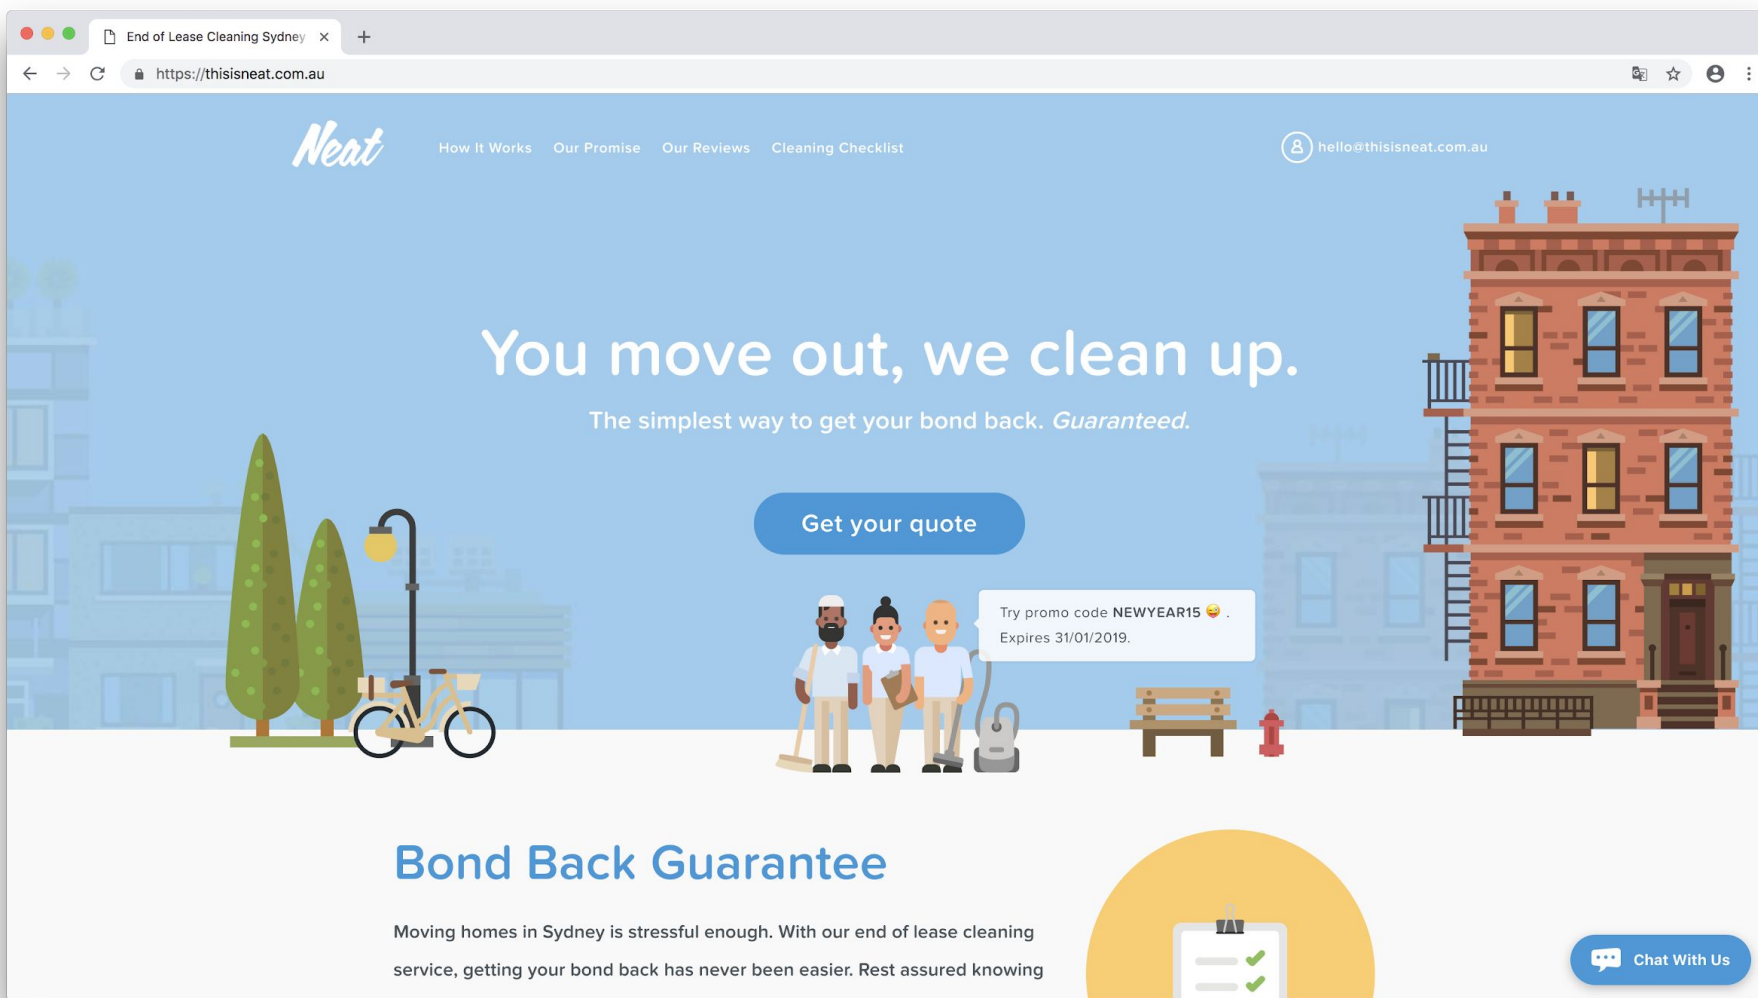 End of Lease Cleaning Sydney
https://thisisneat.com.au
Neat
How It Works Our Promise Our Reviews Cleaning Checklist
hello@thisisneat.com.au
You move out, we clean up.
The simplest way to get your bond back. Guaranteed.
Get your quote
Try promo code NEWYEAR15 😜 .
Expires 31/01/2019.
Bond Back Guarantee
Moving homes in Sydney is stressful enough. With our end of lease cleaning
service, getting your bond back has never been easier. Rest assured knowing
Chat With Us